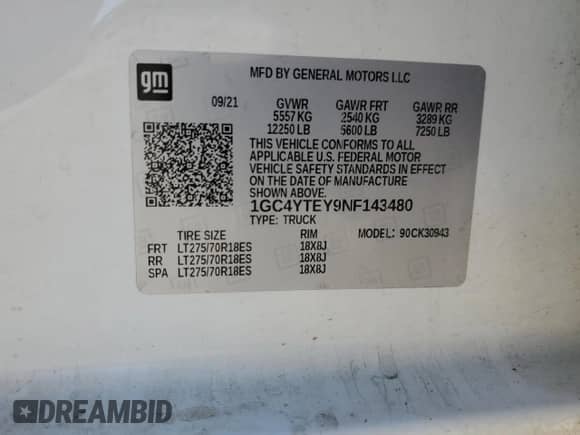 gm
MFD BY GENERAL MOTORS LLC
09/21 GVWR GAWR FRT GAWR RR
5557 KG 2540 KG 3289 KG
12250 LB 5600 LB 7250 LB
THIS VEHICLE CONFORMS TO ALL
APPLICABLE U.S. FEDERAL MOTOR
VEHICLE SAFETY STANDARDS IN EFFECT
ON THE DATE OF MANUFACTURE
SHOWN ABOVE.
1GC4YTEY9NF143480
TYPE: TRUCK
TIRE SIZE RIM MODEL: 90CK30943
FRT LT275/70R18ES 18X8J
RR LT275/70R18ES 18X8J
SPA LT275/70R18ES 18X8J
DREAMBID